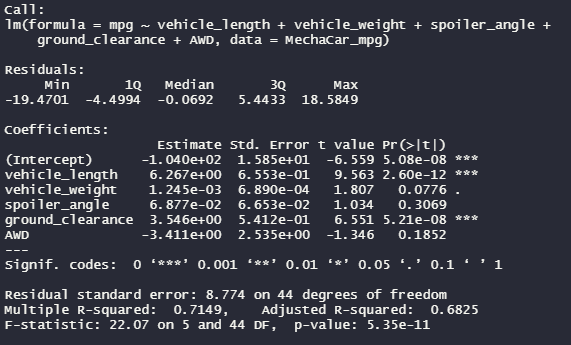 Call:
lm(formula = mpg ~ vehicle_length + vehicle_weight + spoiler_angle +
    ground_clearance + AWD, data = MechaCar_mpg)

Residuals:
     Min       1Q   Median       3Q      Max
-19.4701  -4.4994  -0.0692   5.4433  18.5849

Coefficients:
                   Estimate Std. Error t value Pr(>|t|)
(Intercept)      -1.040e+02  1.585e+01  -6.559 5.08e-08 ***
vehicle_length    6.267e+00  6.553e-01   9.563 2.60e-12 ***
vehicle_weight    1.245e-03  6.890e-04   1.807   0.0776 .
spoiler_angle     6.877e-02  6.653e-02   1.034   0.3069
ground_clearance  3.546e+00  5.412e-01   6.551 5.21e-08 ***
AWD              -3.411e+00  2.535e+00  -1.346   0.1852
---
Signif. codes:  0 ‘***’ 0.001 ‘**’ 0.01 ‘*’ 0.05 ‘.’ 0.1 ‘ ’ 1

Residual standard error: 8.774 on 44 degrees of freedom
Multiple R-squared:  0.7149,    Adjusted R-squared:  0.6825
F-statistic: 22.07 on 5 and 44 DF,  p-value: 5.35e-11